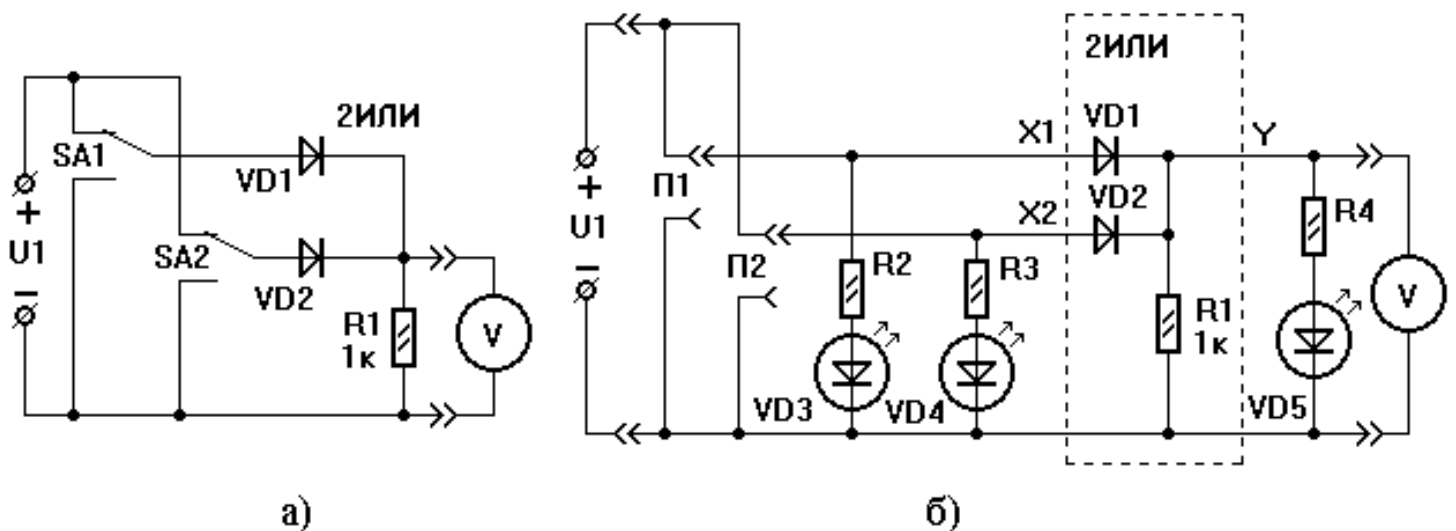 2ИЛИ
SA1
VD1
+
U1
−
SA2
VD2
R1
1к
V
а)
2ИЛИ
VD1
X1
Y
+
U1
−
П1
VD2
X2
П2
R2
R3
R4
R1
1к
V
VD3
VD4
VD5
б)